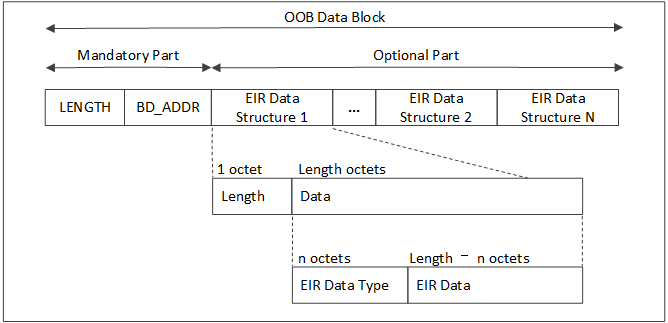 OOB Data Block
Mandatory Part Optional Part
LENGTH BD_ADDR EIR Data Structure 1 ... EIR Data Structure 2 EIR Data Structure N
1 octet Length octets
Length Data
n octets Length − n octets
EIR Data Type EIR Data